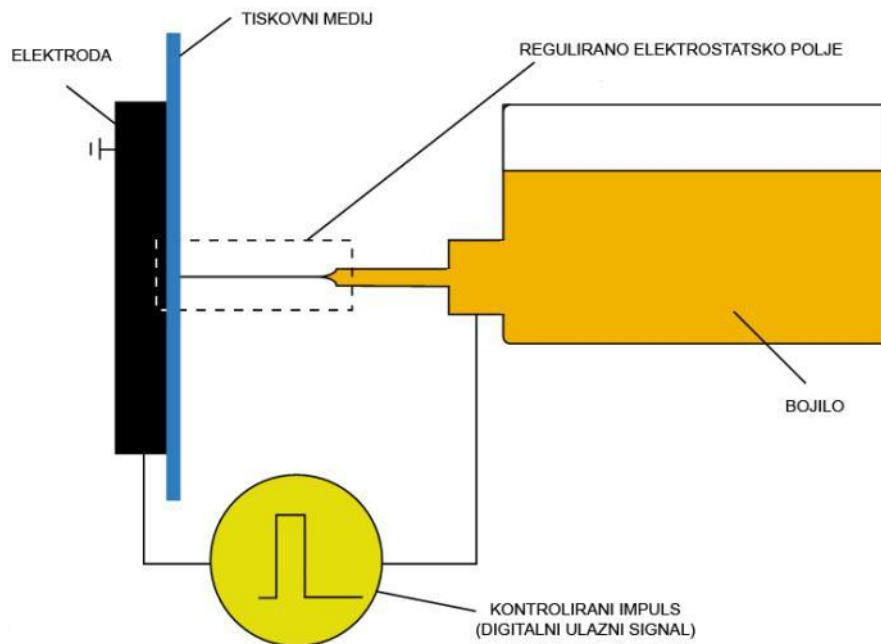 TISKOVNI MEDIJ
ELEKTRODA
REGULIRANO ELEKTROSTATSKO POLJE
BOJILO
KONTROLIRANI IMPULS
(DIGITALNI ULAZNI SIGNAL)